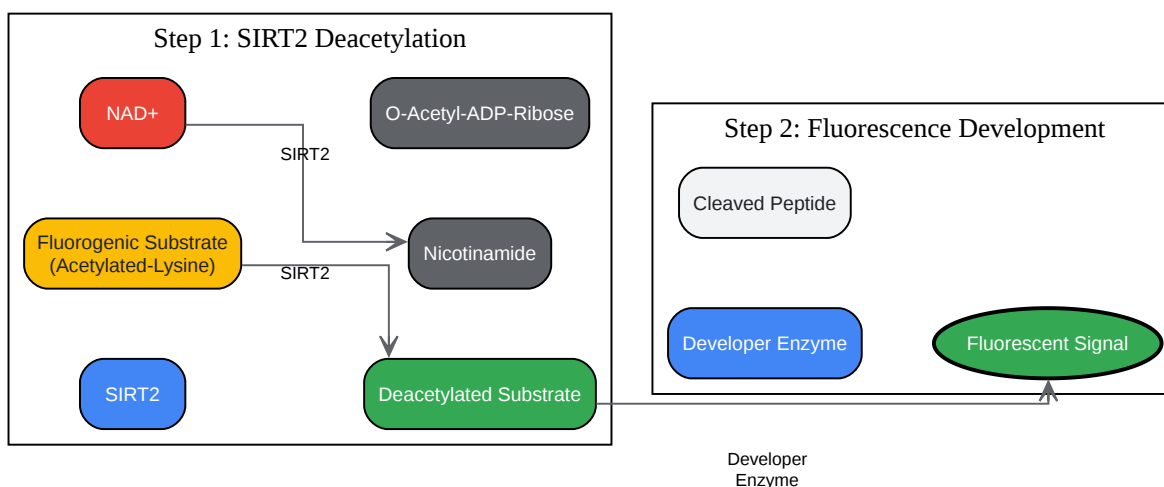 Step 1: SIRT2 Deacetylation
NAD+
O-Acetyl-ADP-Ribose
SIRT2
Fluorogenic Substrate
(Acetylated-Lysine)
Nicotinamide
SIRT2
SIRT2
Deacetylated Substrate
Step 2: Fluorescence Development
Cleaved Peptide
Developer Enzyme
Fluorescent Signal
Developer
Enzyme